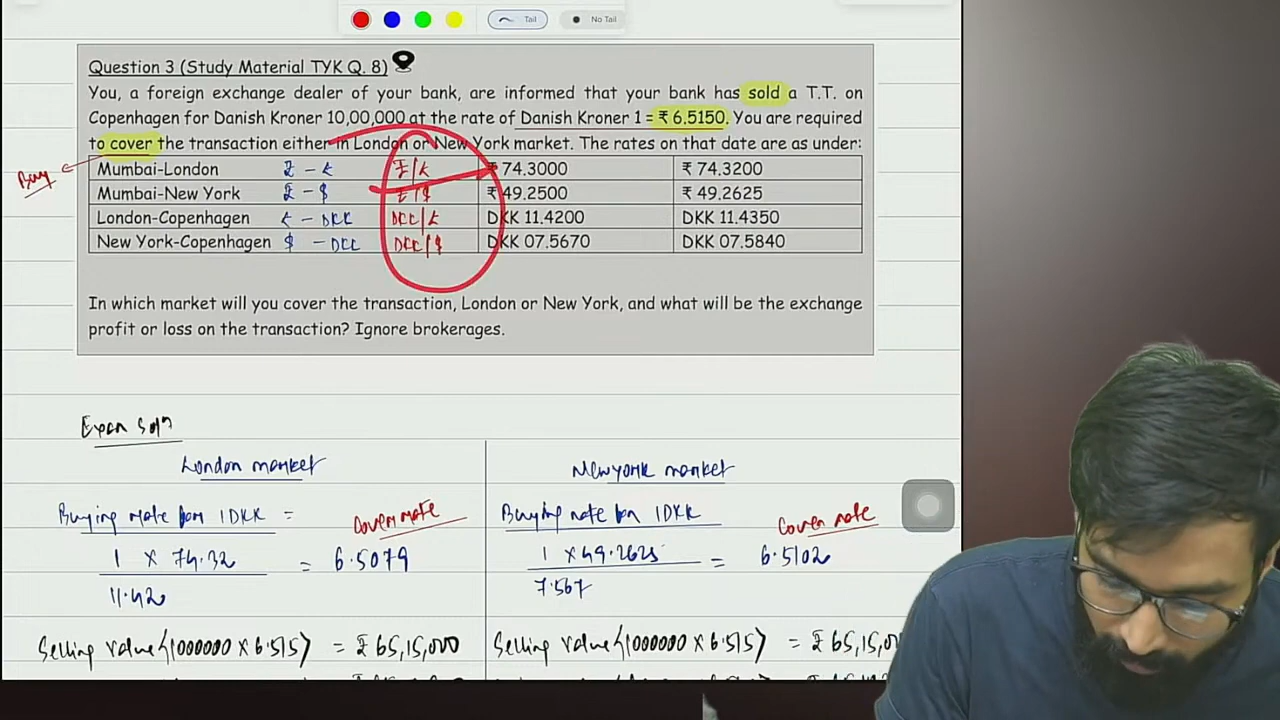 Tail
No Tail
Question 3 (Study Material TYK Q. 8)
You, a foreign exchange dealer of your bank, are informed that your bank has sold a T.T. on
Copenhagen for Danish Kroner 10,00,000 at the rate of Danish Kroner 1 = ₹ 6.5150. You are required
to cover the transaction either in London or New York market. The rates on that date are as under:
Buy
Mumbai-London ₹ - £ ₹/£ ₹ 74.3000 ₹ 74.3200
Mumbai-New York ₹ - $ ₹/$ ₹ 49.2500 ₹ 49.2625
London-Copenhagen £ - DKK DKK/£ DKK 11.4200 DKK 11.4350
New York-Copenhagen $ - DKK DKK/$ DKK 07.5670 DKK 07.5840
In which market will you cover the transaction, London or New York, and what will be the exchange
profit or loss on the transaction? Ignore brokerages.
London market
New york market
Buying rate for 1 DKK =
Cover rate
Buying rate for 1 DKK
Cover rate
1 × 74.32 = 6.5079
11.42
1 × 49.2625 = 6.5102
7.567
Selling value (1000000 × 6.515) = ₹ 65,15,000
Selling value (1000000 × 6.515) = ₹ 65,15,00